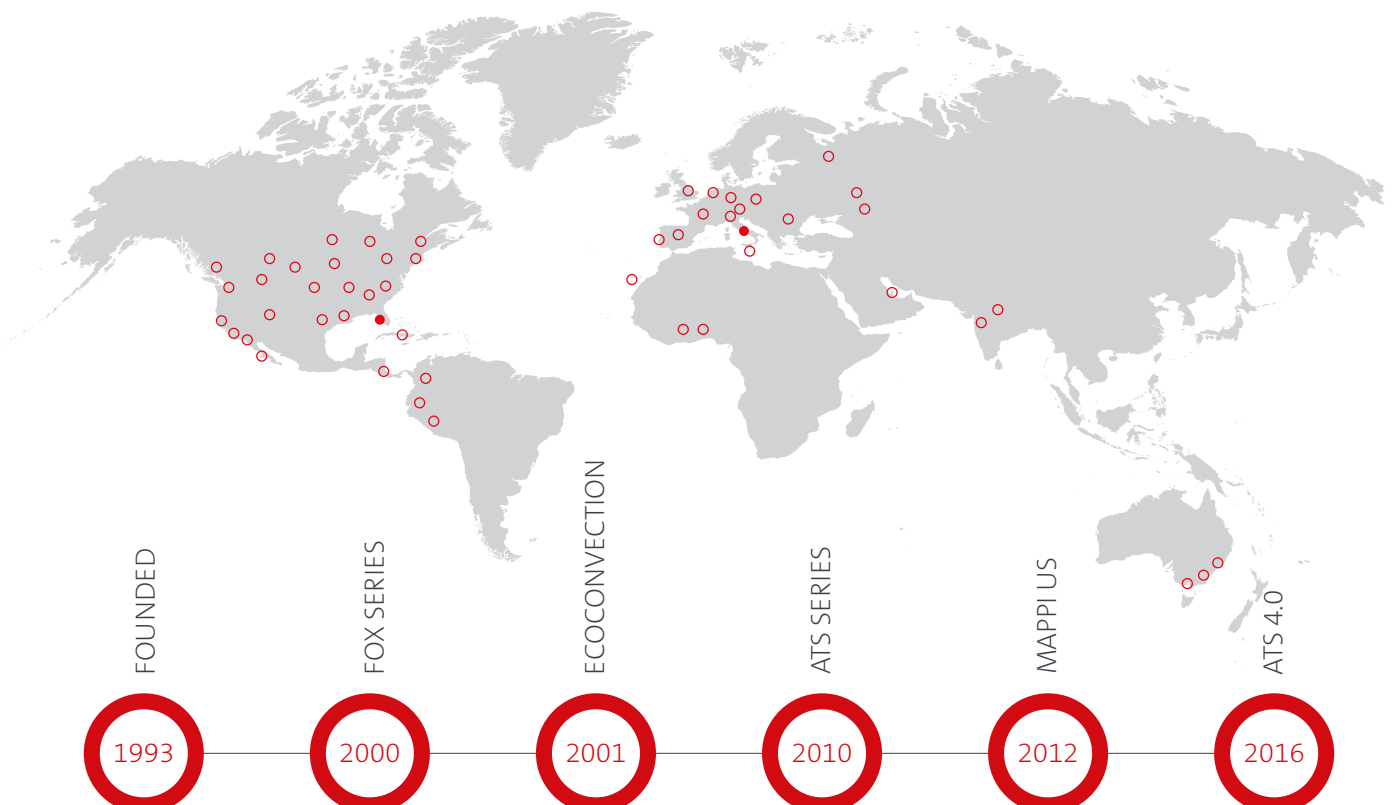 FOUNDED
FOX SERIES
ECOCONVECTION
ATS SERIES
MAPPI US
ATS 4.0
1993
2000
2001
2010
2012
2016